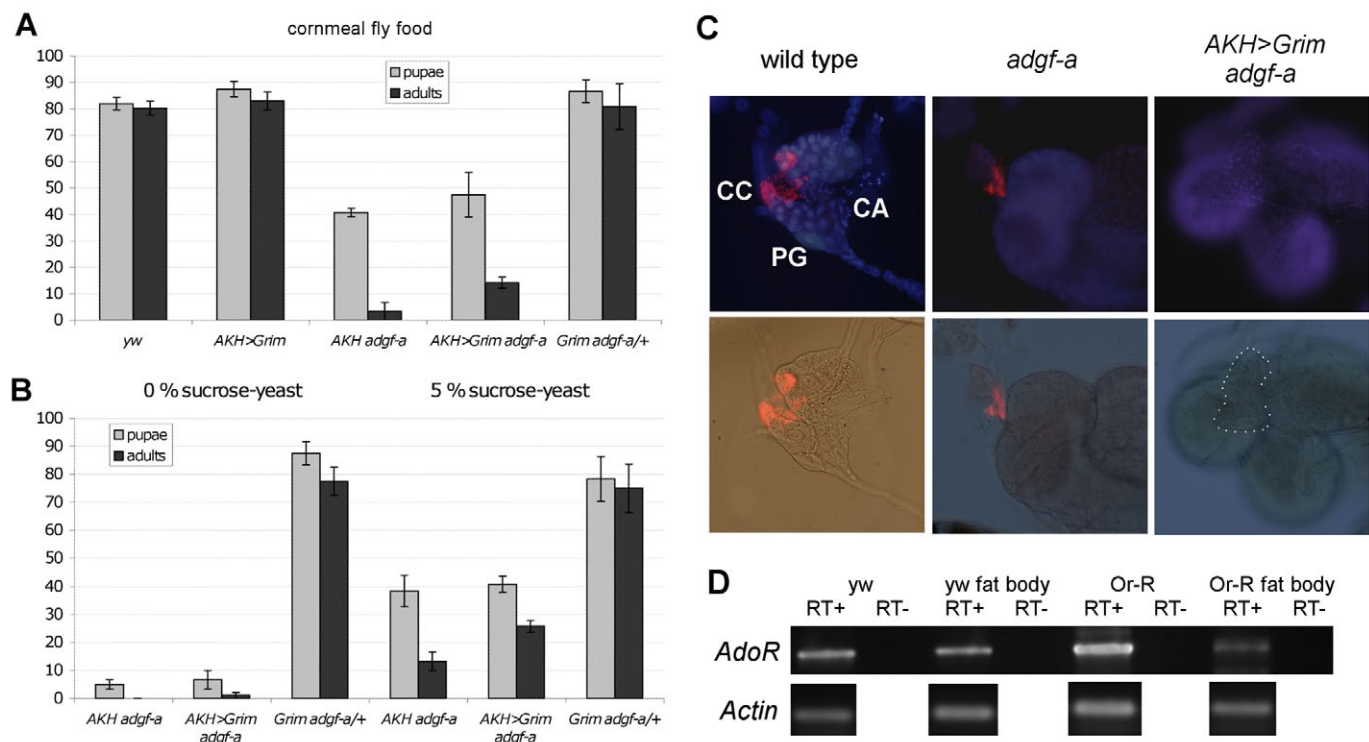 A
cornmeal fly food
100
90
80
70
60
50
40
30
20
10
0
pupae
adults
yw
AKH>Grim
AKH adgf-a
AKH>Grim adgf-a
Grim adgf-a/+
B
0 % sucrose-yeast
5 % sucrose-yeast
100
90
80
70
60
50
40
30
20
10
0
pupae
adults
AKH adgf-a
AKH>Grim
adgf-a
Grim adgf-a/+
AKH adgf-a
AKH>Grim
adgf-a
Grim adgf-a/+
C
wild type
adgf-a
AKH>Grim
adgf-a
CC
CA
PG
D
yw
yw fat body
Or-R
Or-R fat body
RT+ RT- RT+ RT- RT+ RT- RT+ RT-
AdoR
Actin